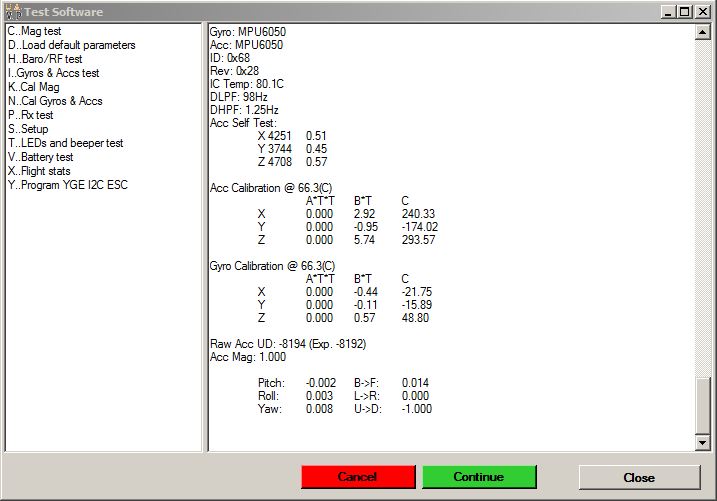 Test Software
C..Mag test
D..Load default parameters
H..Baro/RF test
I..Gyros & Accs test
K..Cal Mag
N..Cal Gyros & Accs
P..Rx test
S..Setup
T..LEDs and beeper test
V..Battery test
X..Flight stats
Y..Program YGE I2C ESC
Gyro: MPU6050
Acc: MPU6050
ID: 0x68
Rev: 0x28
IC Temp: 80.1C
DLPF: 98Hz
DHPF: 1.25Hz
Acc Self Test:
X 4251 0.51
Y 3744 0.45
Z 4708 0.57
Acc Calibration @ 66.3(C)
A*T*T B*T C
X 0.000 2.92 240.33
Y 0.000 -0.95 -174.02
Z 0.000 5.74 293.57
Gyro Calibration @ 66.3(C)
A*T*T B*T C
X 0.000 -0.44 -21.75
Y 0.000 -0.11 -15.89
Z 0.000 0.57 48.80
Raw Acc UD: -8194 (Exp. -8192)
Acc Mag: 1.000
Pitch: -0.002 B->F: 0.014
Roll: 0.003 L->R: 0.000
Yaw: 0.008 U->D: -1.000
Cancel Continue Close